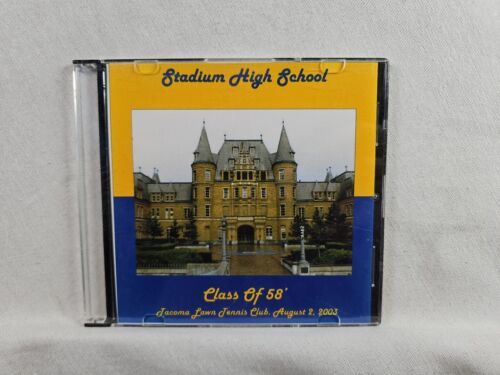 Stadium High School
Class Of 58'
Tacoma Lawn Tennis Club, August 2, 2003